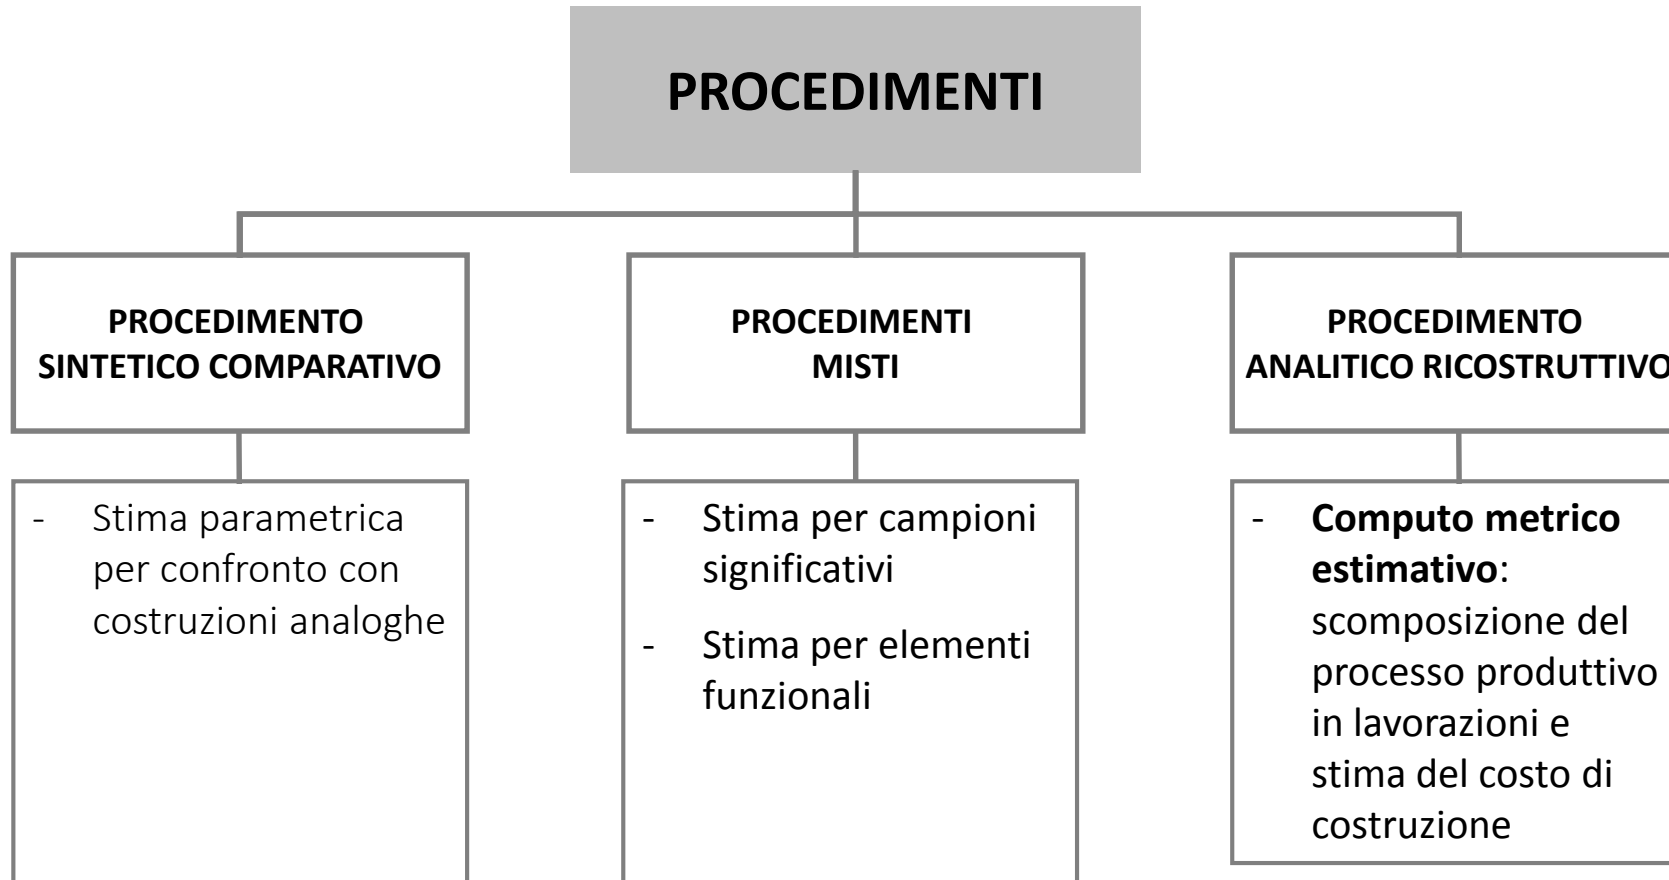 PROCEDIMENTI
PROCEDIMENTO
SINTETICO COMPARATIVO
- Stima parametrica
per confronto con
costruzioni analoghe
PROCEDIMENTI
MISTI
- Stima per campioni
significativi
- Stima per elementi
funzionali
PROCEDIMENTO
ANALITICO RICOSTRUTTIVO
- Computo metrico
estimativo:
scomposizione del
processo produttivo
in lavorazioni e
stima del costo di
costruzione